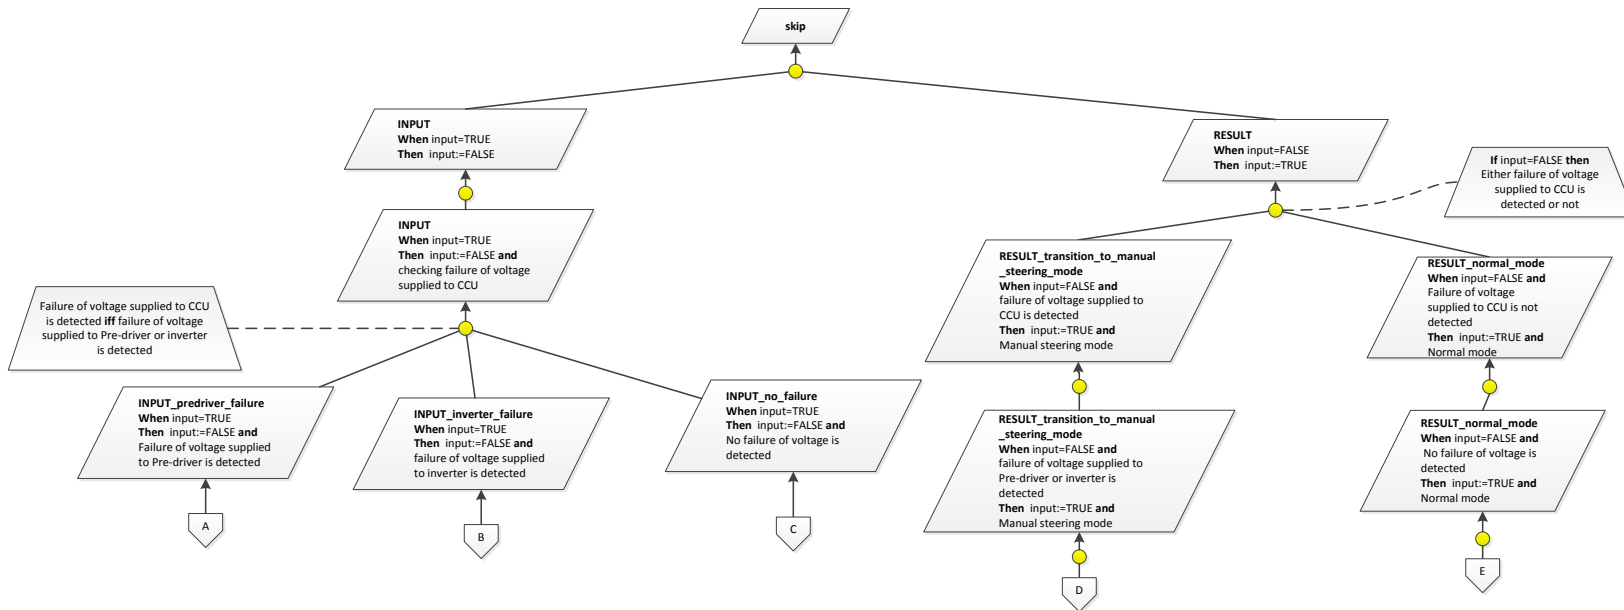 skip
INPUT
When input=TRUE
Then input:=FALSE
RESULT
When input=FALSE
Then input:=TRUE
If input=FALSE then
Either failure of voltage
supplied to CCU is
detected or not
INPUT
When input=TRUE
Then input:=FALSE and
checking failure of voltage
supplied to CCU
RESULT_transition_to_manual
_steering_mode
When input=FALSE and
failure of voltage supplied to
CCU is detected
Then input:=TRUE and
Manual steering mode
RESULT_normal_mode
When input=FALSE and
Failure of voltage
supplied to CCU is not
detected
Then input:=TRUE and
Normal mode
Failure of voltage supplied to CCU
is detected iff failure of voltage
supplied to Pre-driver or inverter
is detected
INPUT_predriver_failure
When input=TRUE
Then input:=FALSE and
Failure of voltage supplied
to Pre-driver is detected
INPUT_inverter_failure
When input=TRUE
Then input:=FALSE and
failure of voltage supplied
to inverter is detected
INPUT_no_failure
When input=TRUE
Then input:=FALSE and
No failure of voltage is
detected
RESULT_transition_to_manual
_steering_mode
When input=FALSE and
failure of voltage supplied to
Pre-driver or inverter is
detected
Then input:=TRUE and
Manual steering mode
RESULT_normal_mode
When input=FALSE and
No failure of voltage is
detected
Then input:=TRUE and
Normal mode
A
B
C
D
E